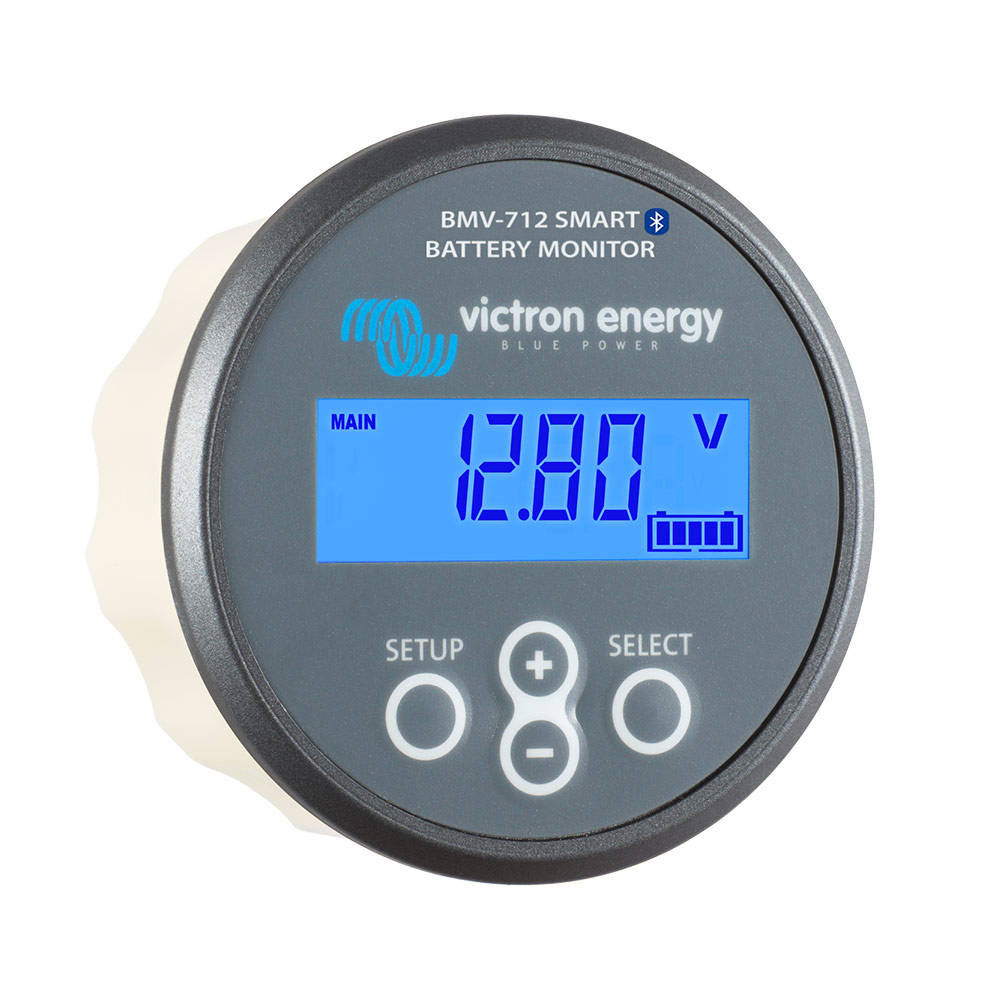 BMV-712 SMART
BATTERY MONITOR
victron energy
BLUE POWER
MAIN 12.80 V
SETUP + SELECT
-